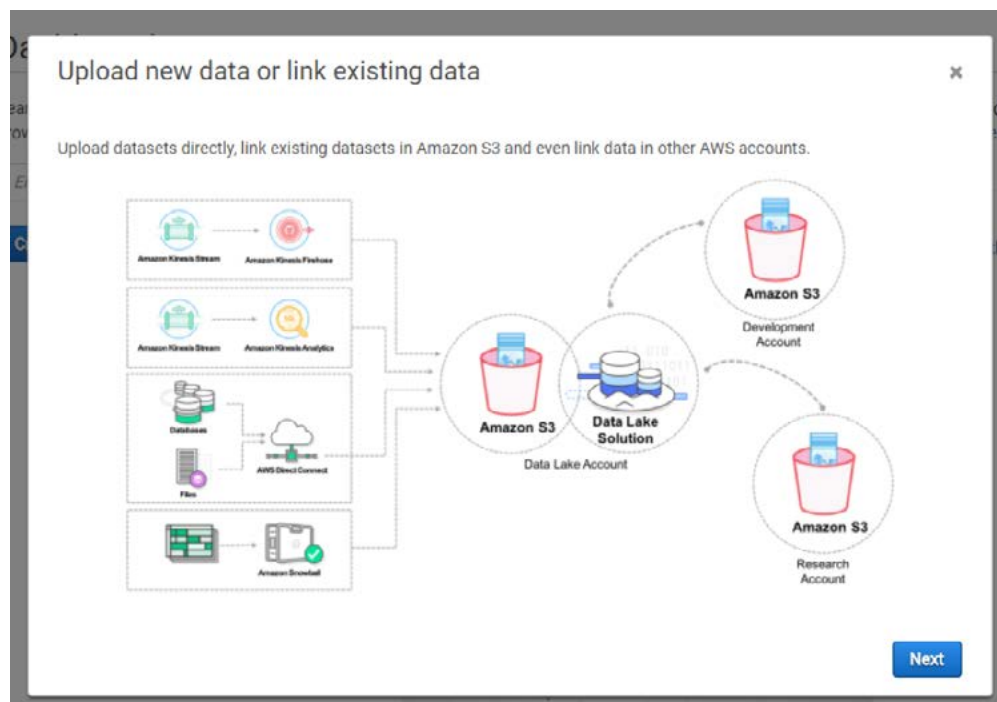 Upload new data or link existing data
×
Upload datasets directly, link existing datasets in Amazon S3 and even link data in other AWS accounts.
Amazon Kinesis Stream
Amazon Kinesis Firehose
Amazon Kinesis Stream
Amazon Kinesis Analytics
Databases
Files
AWS Direct Connect
Amazon Snowball
Amazon S3
Data Lake
Solution
Data Lake Account
Amazon S3
Development
Account
Amazon S3
Research
Account
Next